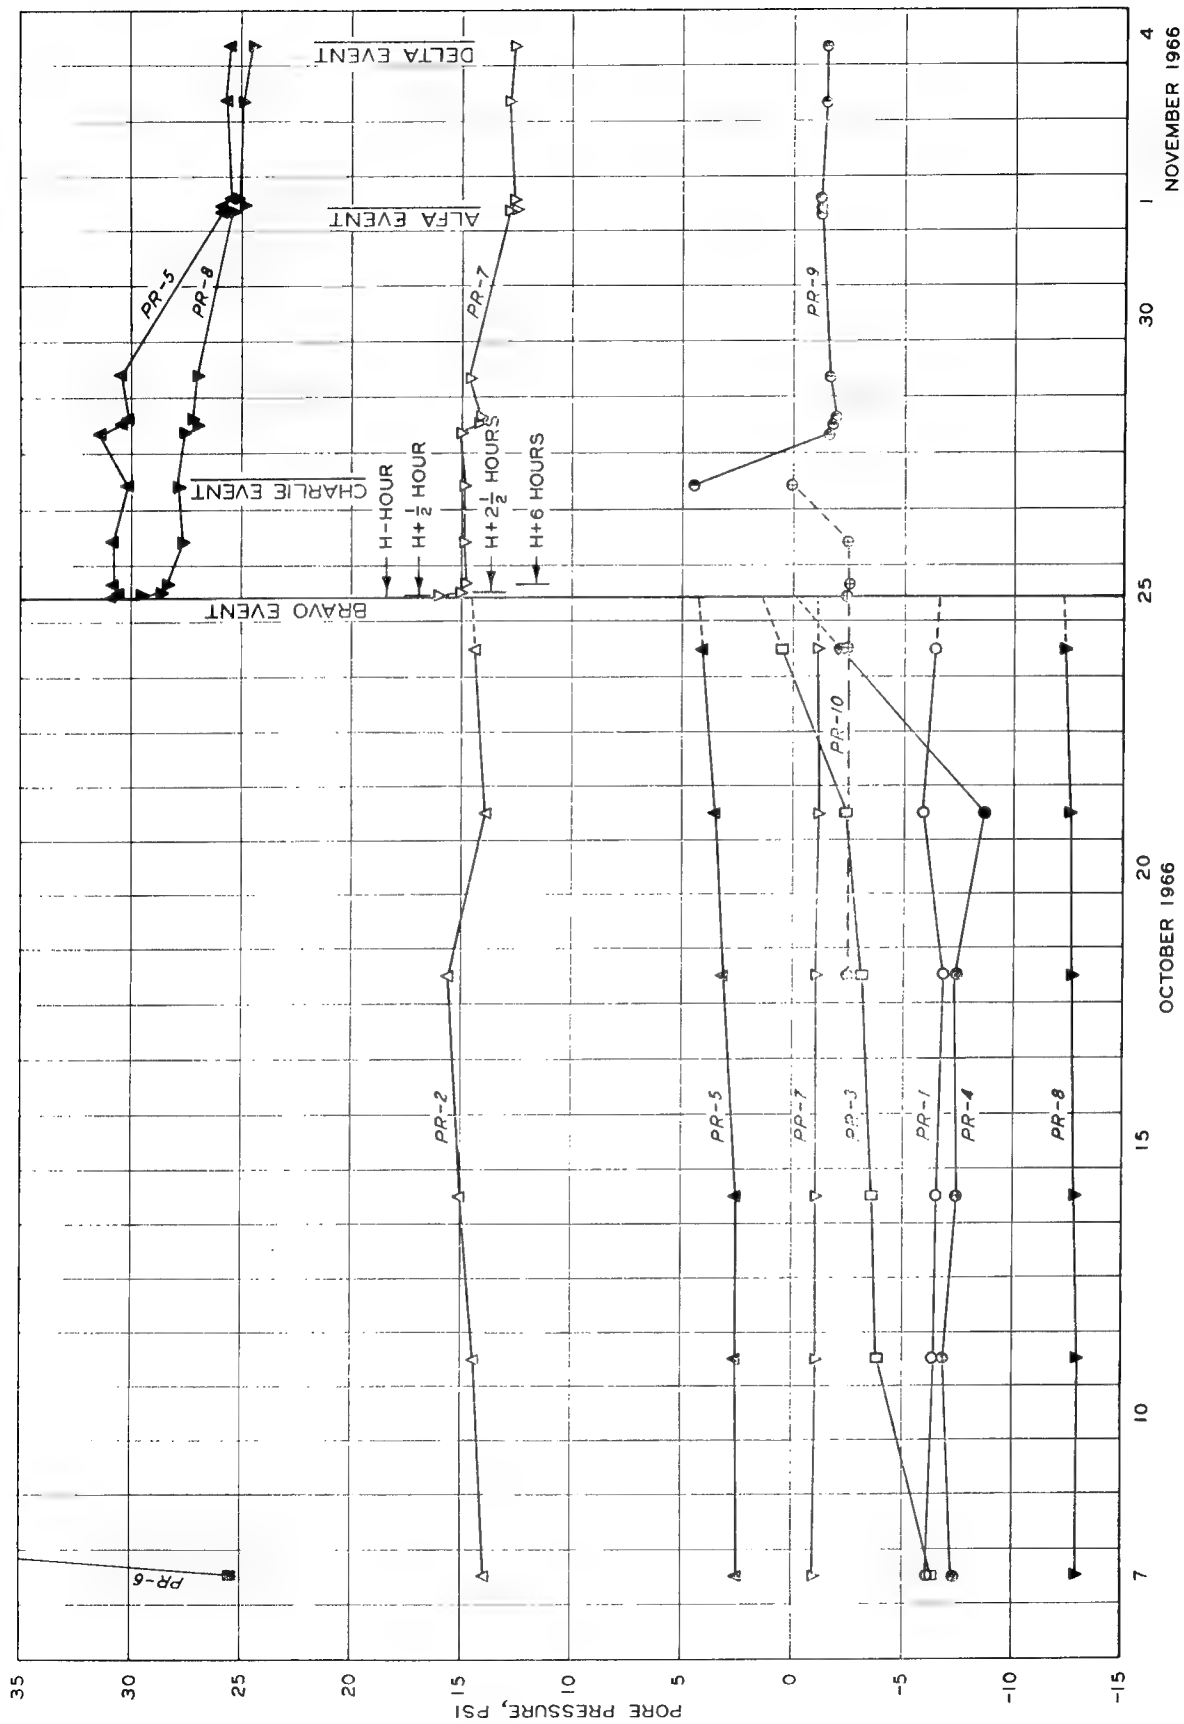 PORE PRESSURE, PSI
35
30
25
20
15
10
5
0
-5
-10
-15
7
10
15
20
25
30
1
4
OCTOBER 1966
NOVEMBER 1966
BRAVO EVENT
CHARLIE EVENT
ALFA EVENT
DELTA EVENT
H-HOUR
H+½ HOUR
H+2½ HOURS
H+6 HOURS
PR-6
PR-2
PR-5
PR-7
PR-3
PR-1
PR-4
PR-8
PR-10
PR-5
PR-8
PR-7
PR-9